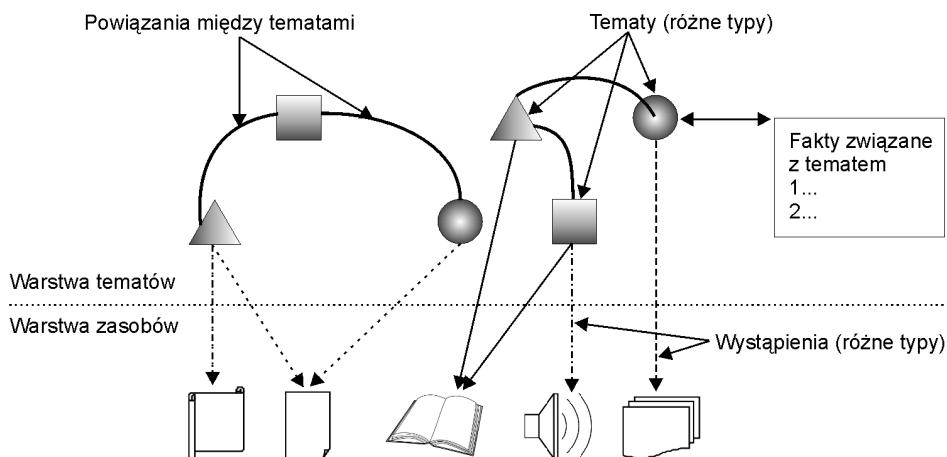 Powiązania między tematami
Tematy (różne typy)
Fakty związane
z tematem
1...
2...
Warstwa tematów
Warstwa zasobów
Wystąpienia (różne typy)